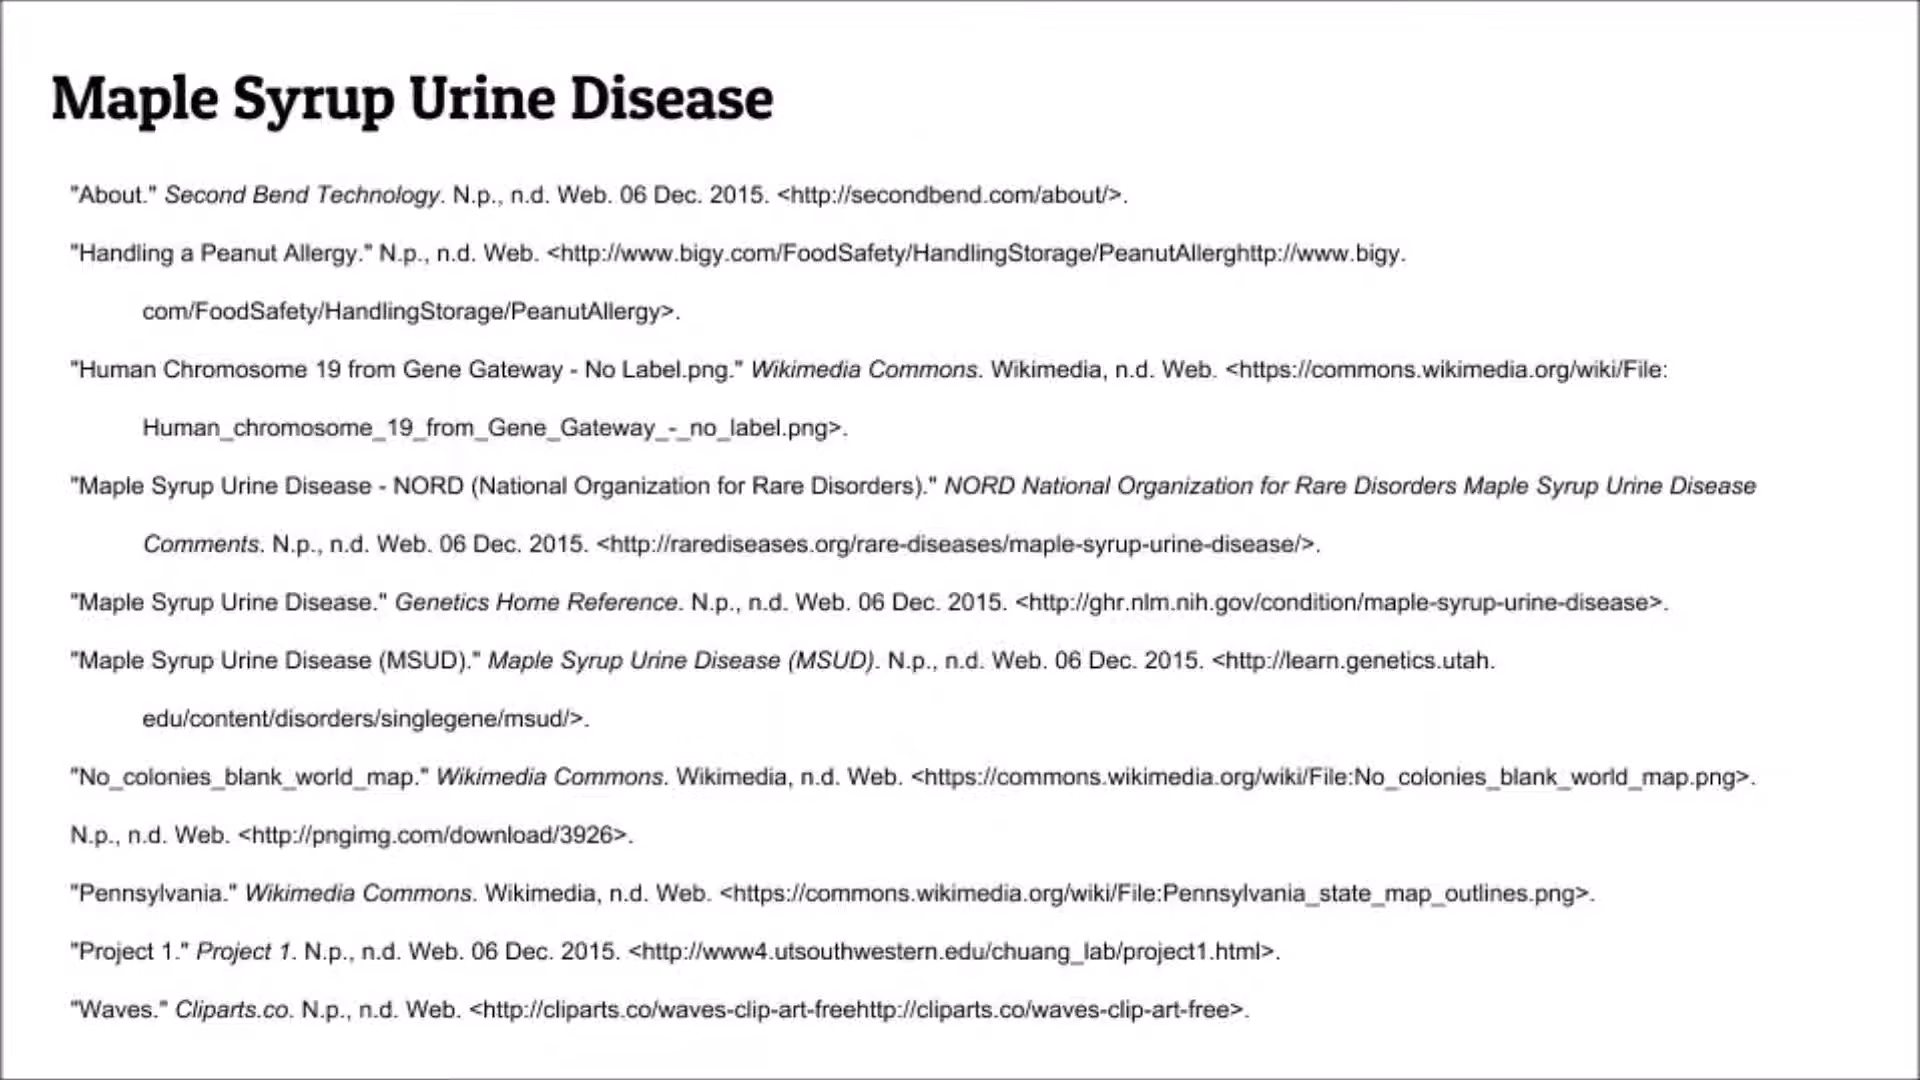 Maple Syrup Urine Disease
"About." Second Bend Technology. N.p., n.d. Web. 06 Dec. 2015. <http://secondbend.com/about/>.
"Handling a Peanut Allergy." N.p., n.d. Web. <http://www.bigy.com/FoodSafety/HandlingStorage/PeanutAllerghttp://www.bigy.
com/FoodSafety/HandlingStorage/PeanutAllergy>.
"Human Chromosome 19 from Gene Gateway - No Label.png." Wikimedia Commons. Wikimedia, n.d. Web. <https://commons.wikimedia.org/wiki/File:
Human_chromosome_19_from_Gene_Gateway_-_no_label.png>.
"Maple Syrup Urine Disease - NORD (National Organization for Rare Disorders)." NORD National Organization for Rare Disorders Maple Syrup Urine Disease
Comments. N.p., n.d. Web. 06 Dec. 2015. <http://rarediseases.org/rare-diseases/maple-syrup-urine-disease/>.
"Maple Syrup Urine Disease." Genetics Home Reference. N.p., n.d. Web. 06 Dec. 2015. <http://ghr.nlm.nih.gov/condition/maple-syrup-urine-disease>.
"Maple Syrup Urine Disease (MSUD)." Maple Syrup Urine Disease (MSUD). N.p., n.d. Web. 06 Dec. 2015. <http://learn.genetics.utah.
edu/content/disorders/singlegene/msud/>.
"No_colonies_blank_world_map." Wikimedia Commons. Wikimedia, n.d. Web. <https://commons.wikimedia.org/wiki/File:No_colonies_blank_world_map.png>.
N.p., n.d. Web. <http://pngimg.com/download/3926>.
"Pennsylvania." Wikimedia Commons. Wikimedia, n.d. Web. <https://commons.wikimedia.org/wiki/File:Pennsylvania_state_map_outlines.png>.
"Project 1." Project 1. N.p., n.d. Web. 06 Dec. 2015. <http://www4.utsouthwestern.edu/chuang_lab/project1.html>.
"Waves." Cliparts.co. N.p., n.d. Web. <http://cliparts.co/waves-clip-art-freehttp://cliparts.co/waves-clip-art-free>.